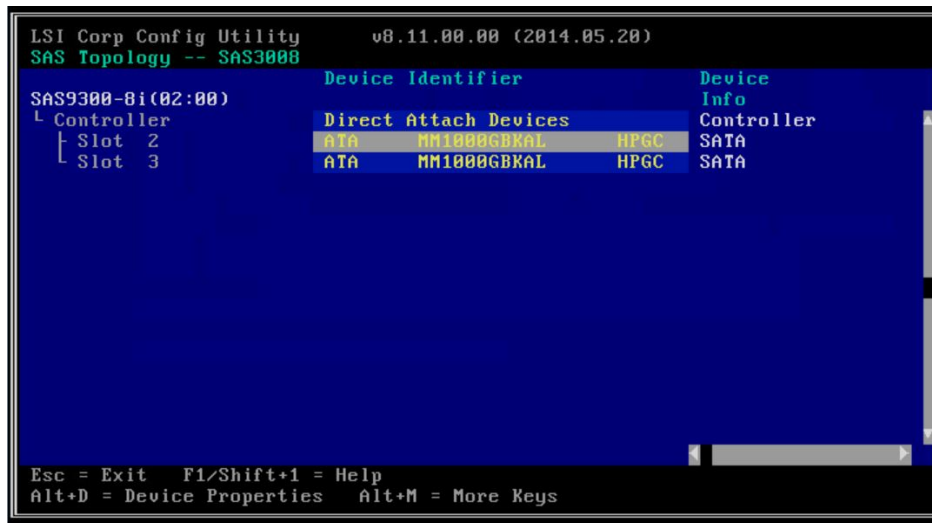 LSI Corp Config Utility v8.11.00.00 (2014.05.20)
SAS Topology -- SAS3008
Device Identifier Device
SAS9300-8i(02:00) Info
Controller Direct Attach Devices Controller
Slot 2 ATA MM1000GBKAL HPGC SATA
Slot 3 ATA MM1000GBKAL HPGC SATA
Esc = Exit F1/Shift+1 = Help
Alt+D = Device Properties Alt+M = More Keys